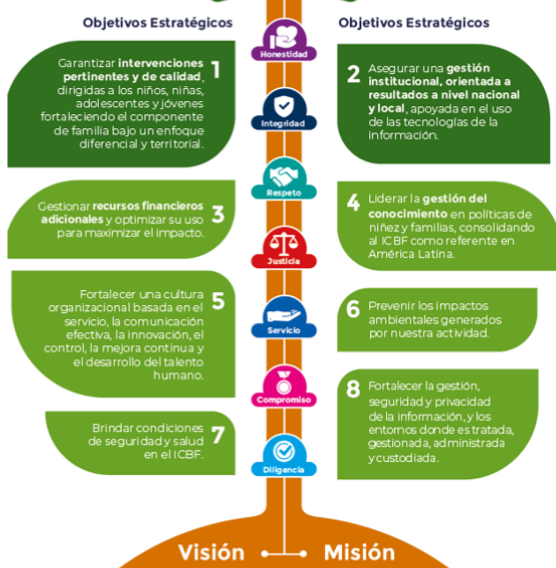 Objetivos Estratégicos
Objetivos Estratégicos
Honestidad
1
Garantizar intervenciones
pertinentes y de calidad,
dirigidas a los niños, niñas,
adolescentes y jóvenes
fortaleciendo el componente
de familia bajo un enfoque
diferencial y territorial.
2
Asegurar una gestión
institucional, orientada a
resultados a nivel nacional
y local, apoyada en el uso
de las tecnologías de la
información.
Integridad
Respeto
3
Gestionar recursos financieros
adicionales y optimizar su uso
para maximizar el impacto.
4
Liderar la gestión del
conocimiento en políticas de
niñez y familias, consolidando
al ICBF como referente en
América Latina.
Justicia
5
Fortalecer una cultura
organizacional basada en el
servicio, la comunicación
efectiva, la innovación, el
control, la mejora continua y
el desarrollo del talento
humano.
Servicio
6
Prevenir los impactos
ambientales generados
por nuestra actividad.
Compromiso
7
Brindar condiciones
de seguridad y salud
en el ICBF.
8
Fortalecer la gestión,
seguridad y privacidad
de la información, y los
entornos donde es tratada,
gestionada, administrada
y custodiada.
Diligencia
Visión
Misión